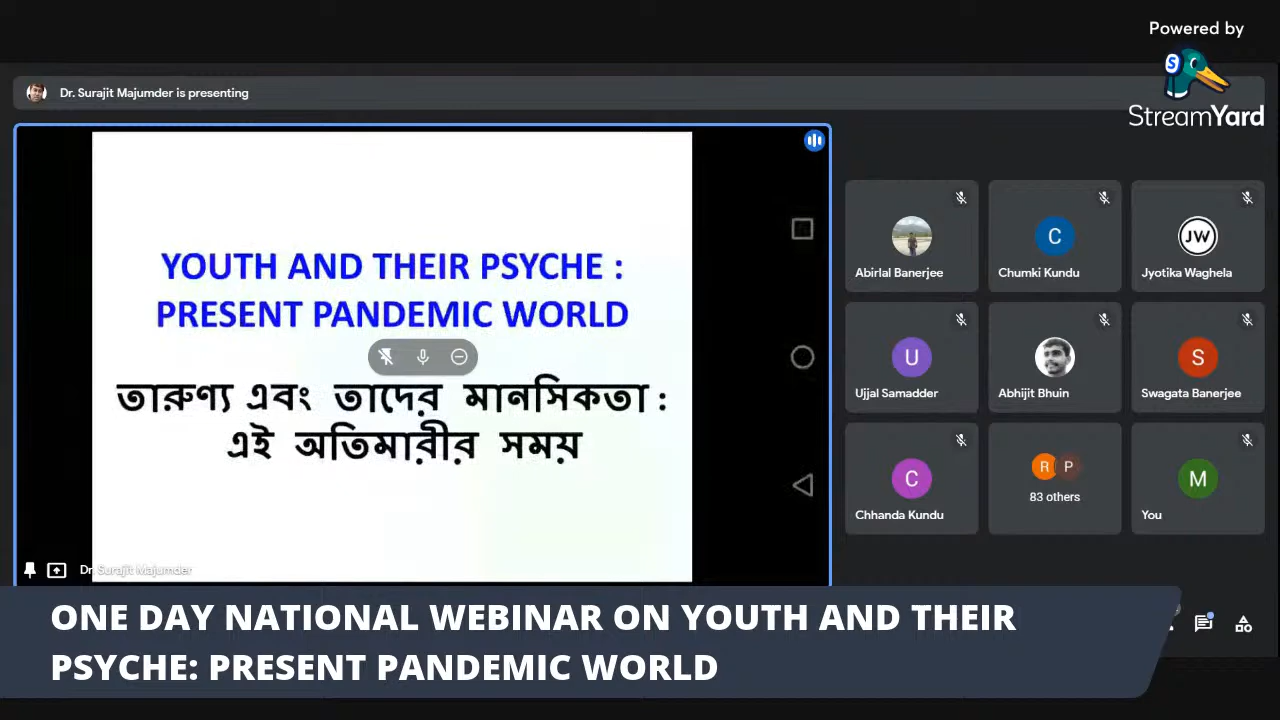 Powered by
StreamYard
Dr. Surajit Majumder is presenting
YOUTH AND THEIR PSYCHE :
PRESENT PANDEMIC WORLD
তারুণ্য এবং তাদের মানসিকতা :
এই অতিমারীর সময়
Dr. Surajit Majumder
Abirlal Banerjee
C
Chumki Kundu
JW
Jyotika Waghela
U
Ujjal Samadder
Abhijit Bhuin
S
Swagata Banerjee
C
Chhanda Kundu
R P
83 others
M
You
ONE DAY NATIONAL WEBINAR ON YOUTH AND THEIR
PSYCHE: PRESENT PANDEMIC WORLD